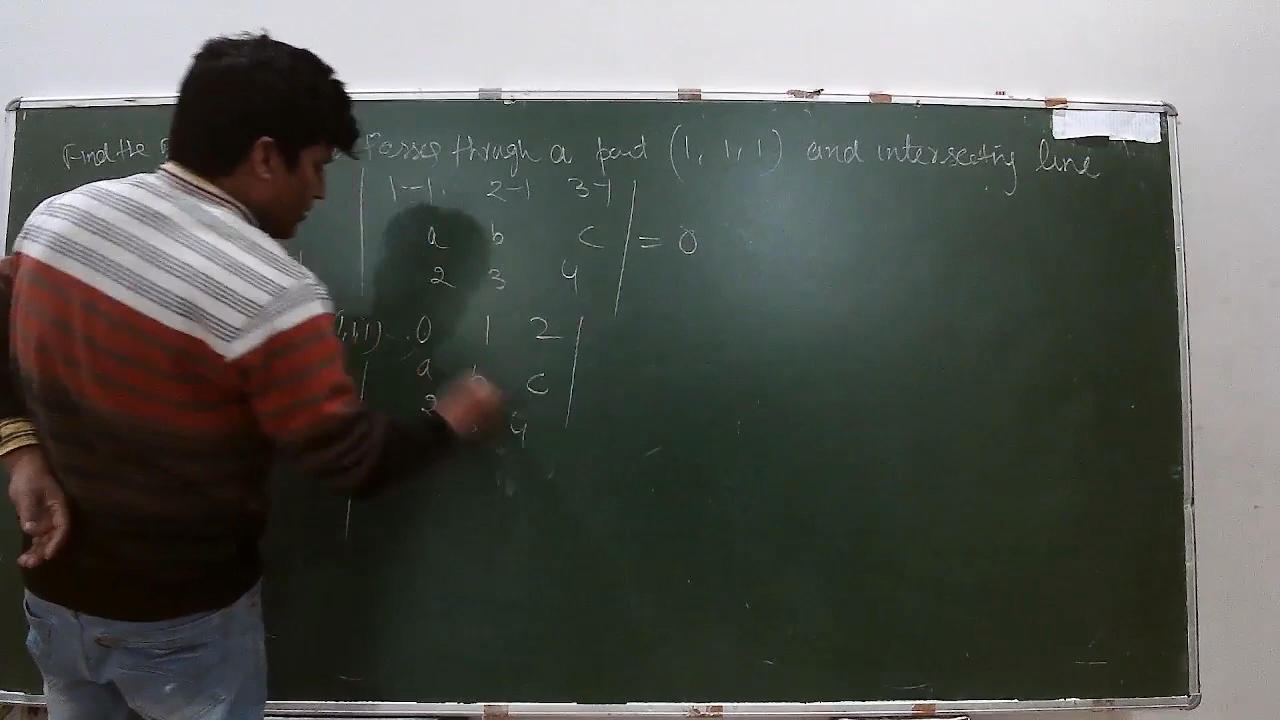 Find the Passes through a point (1, 1, 1) and intersecting line
| 1-1 2-1 3-1 |
a b c = 0
2 3 4
0 1 2 |
a b c
2 4